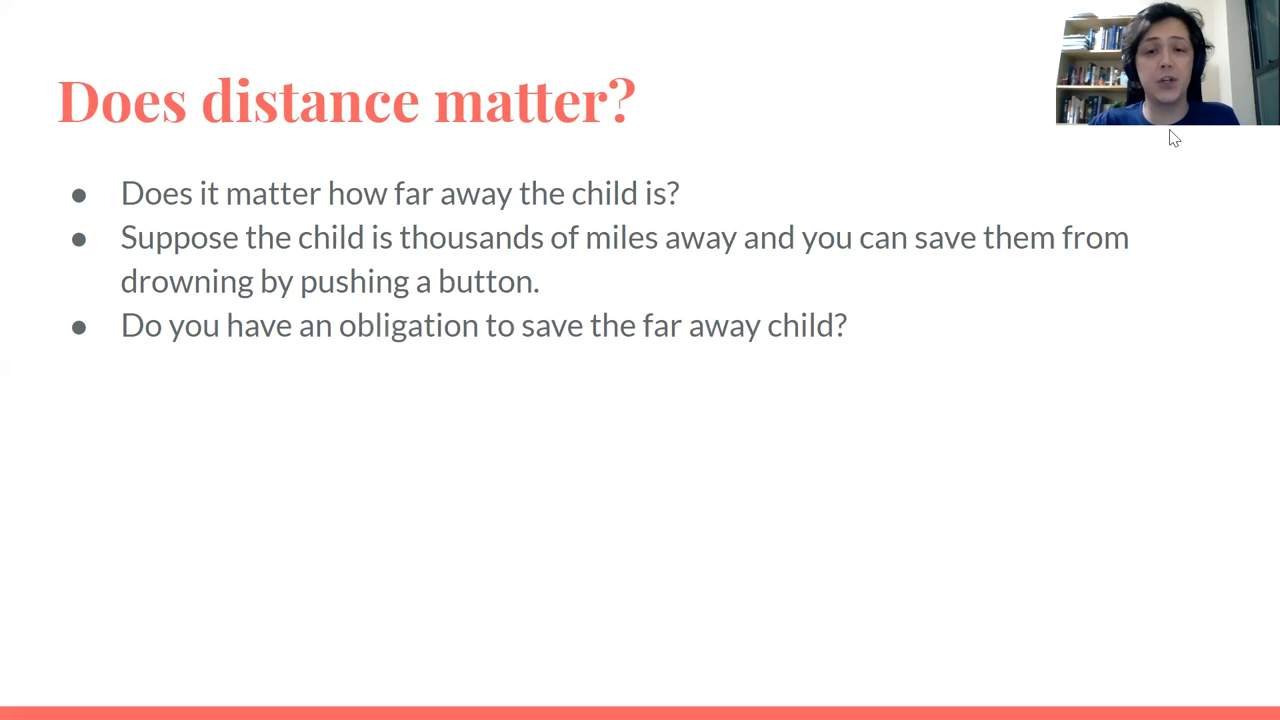 Does distance matter?
● Does it matter how far away the child is?
● Suppose the child is thousands of miles away and you can save them from
drowning by pushing a button.
● Do you have an obligation to save the far away child?